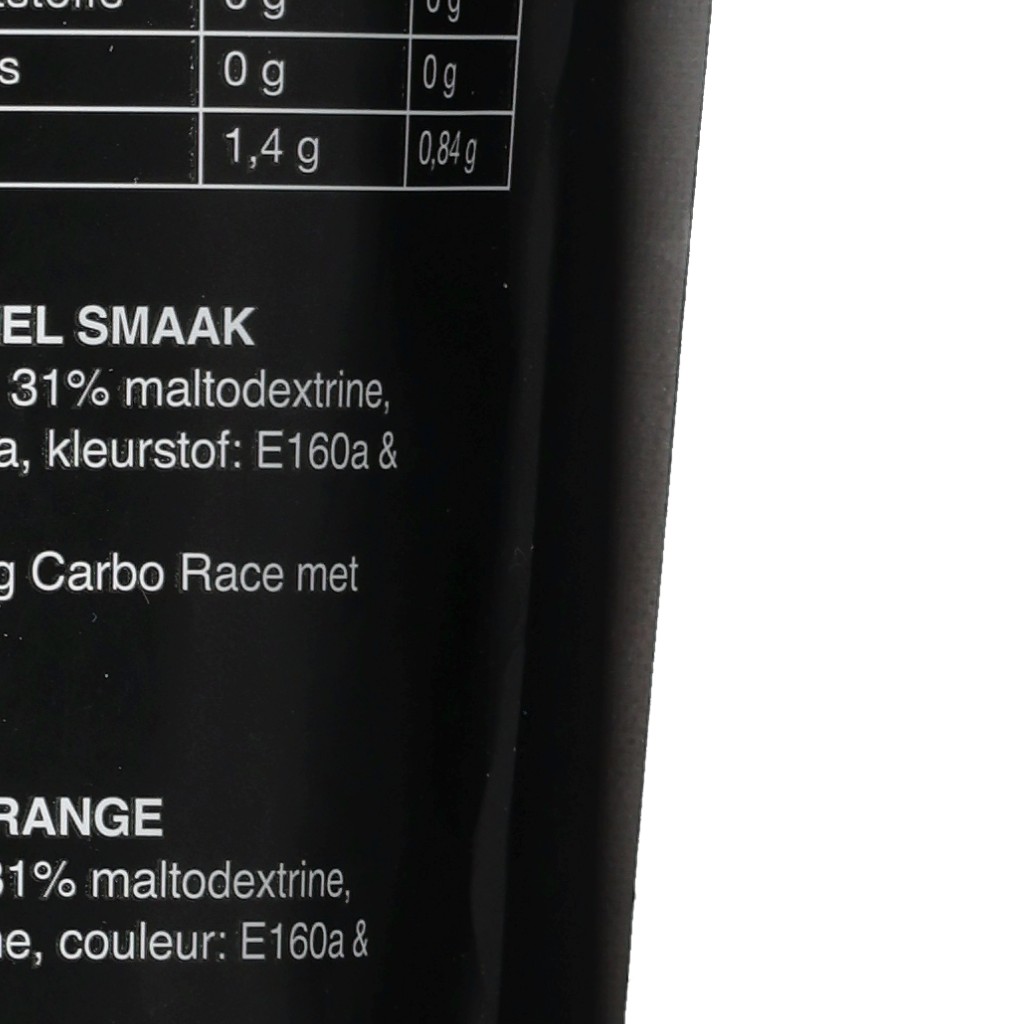 0 g 0 g
s 0 g 0 g
1,4 g 0,84 g
EL SMAAK
31% maltodextrine,
a, kleurstof: E160a &
g Carbo Race met
RANGE
31% maltodextrine,
e, couleur: E160a &